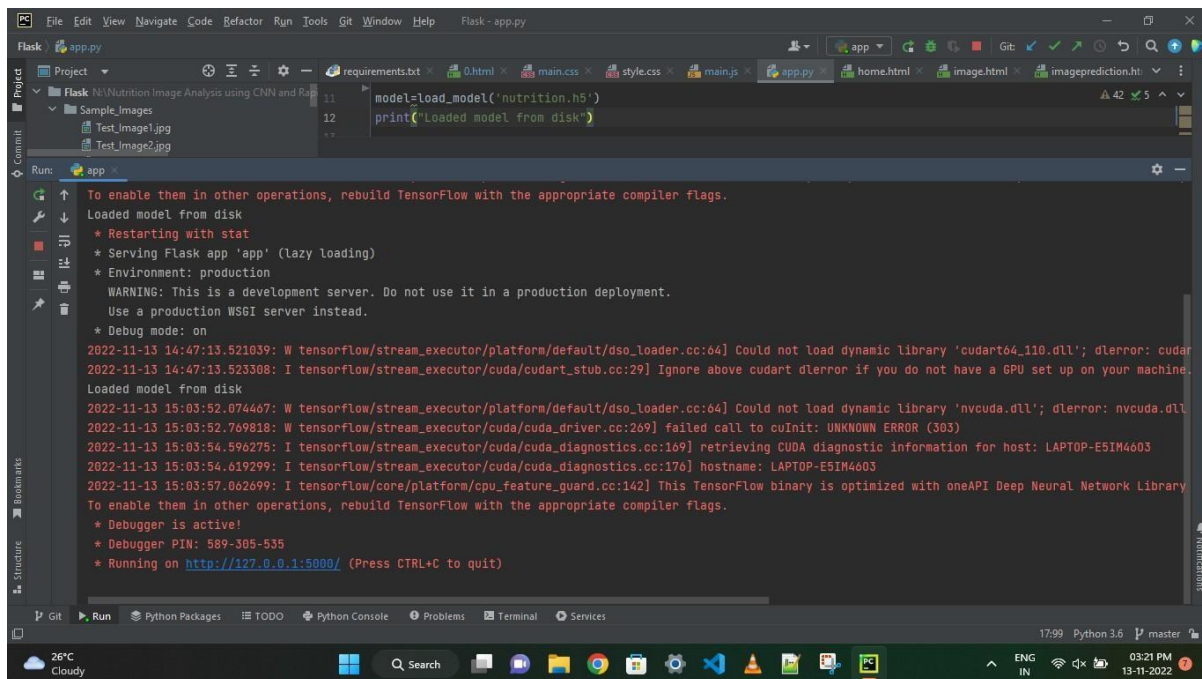 PC File Edit View Navigate Code Refactor Run Tools Git Window Help Flask - app.py
Flask app.py app Git:
Project requirements.txt 0.html main.css style.css main.js app.py home.html image.html imageprediction.ht
Flask N:\Nutrition Image Analysis using CNN and Rap 11 model=load_model('nutrition.h5') 42 5
Sample_Images 12 print("Loaded model from disk")
Test_Image1.jpg
Test_Image2.jpg
Project
Commit
Run: app
To enable them in other operations, rebuild TensorFlow with the appropriate compiler flags.
Loaded model from disk
* Restarting with stat
* Serving Flask app 'app' (lazy loading)
* Environment: production
WARNING: This is a development server. Do not use it in a production deployment.
Use a production WSGI server instead.
* Debug mode: on
2022-11-13 14:47:13.521039: W tensorflow/stream_executor/platform/default/dso_loader.cc:64] Could not load dynamic library 'cudart64_110.dll'; dlerror: cudar
2022-11-13 14:47:13.523308: I tensorflow/stream_executor/cuda/cudart_stub.cc:29] Ignore above cudart dlerror if you do not have a GPU set up on your machine.
Loaded model from disk
2022-11-13 15:03:52.074467: W tensorflow/stream_executor/platform/default/dso_loader.cc:64] Could not load dynamic library 'nvcuda.dll'; dlerror: nvcuda.dll
2022-11-13 15:03:52.769818: W tensorflow/stream_executor/cuda/cuda_driver.cc:269] failed call to cuInit: UNKNOWN ERROR (303)
2022-11-13 15:03:54.596275: I tensorflow/stream_executor/cuda/cuda_diagnostics.cc:169] retrieving CUDA diagnostic information for host: LAPTOP-E5IM4603
2022-11-13 15:03:54.619299: I tensorflow/stream_executor/cuda/cuda_diagnostics.cc:176] hostname: LAPTOP-E5IM4603
2022-11-13 15:03:57.062699: I tensorflow/core/platform/cpu_feature_guard.cc:142] This TensorFlow binary is optimized with oneAPI Deep Neural Network Library
To enable them in other operations, rebuild TensorFlow with the appropriate compiler flags.
* Debugger is active!
* Debugger PIN: 589-305-535
* Running on http://127.0.0.1:5000/ (Press CTRL+C to quit)
Bookmarks
Structure
Notifications
Git Run Python Packages TODO Python Console Problems Terminal Services
17:99 Python 3.6 master
26°C
Cloudy
Search
PC
ENG
IN
03:21 PM
13-11-2022
7